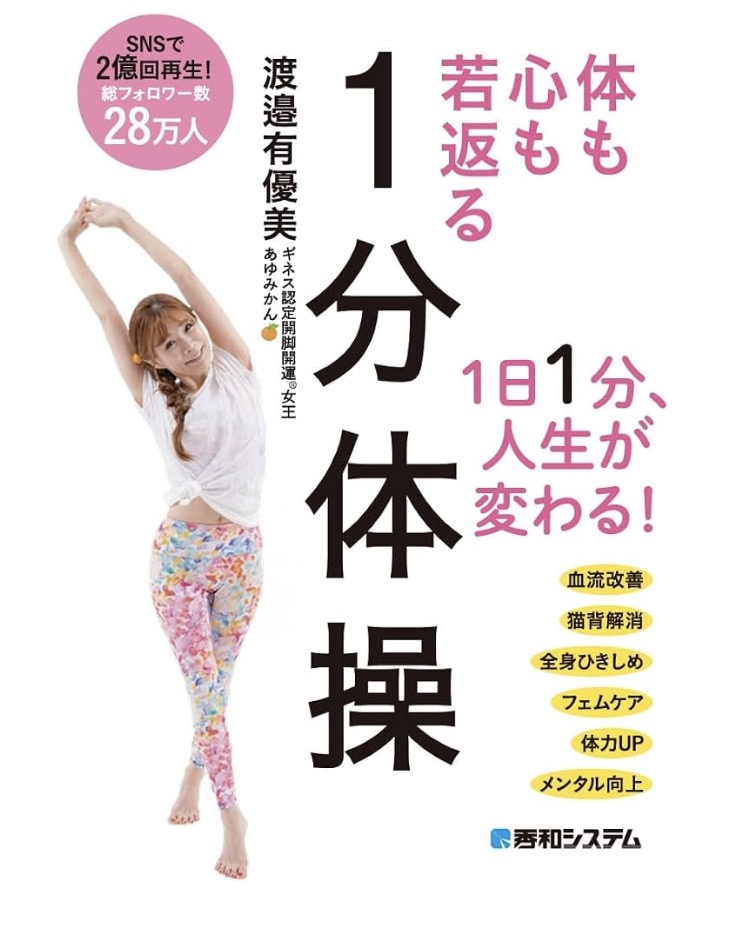 SNSで
2億回再生!
総フォロワー数
28万人
体も
心も
若返る
1分体操
渡邉有優美
ギネス認定開脚開運®女王
あゆみかん
1日1分、
人生が
変わる!
血流改善
猫背解消
全身ひきしめ
フェムケア
体力UP
メンタル向上
秀和システム